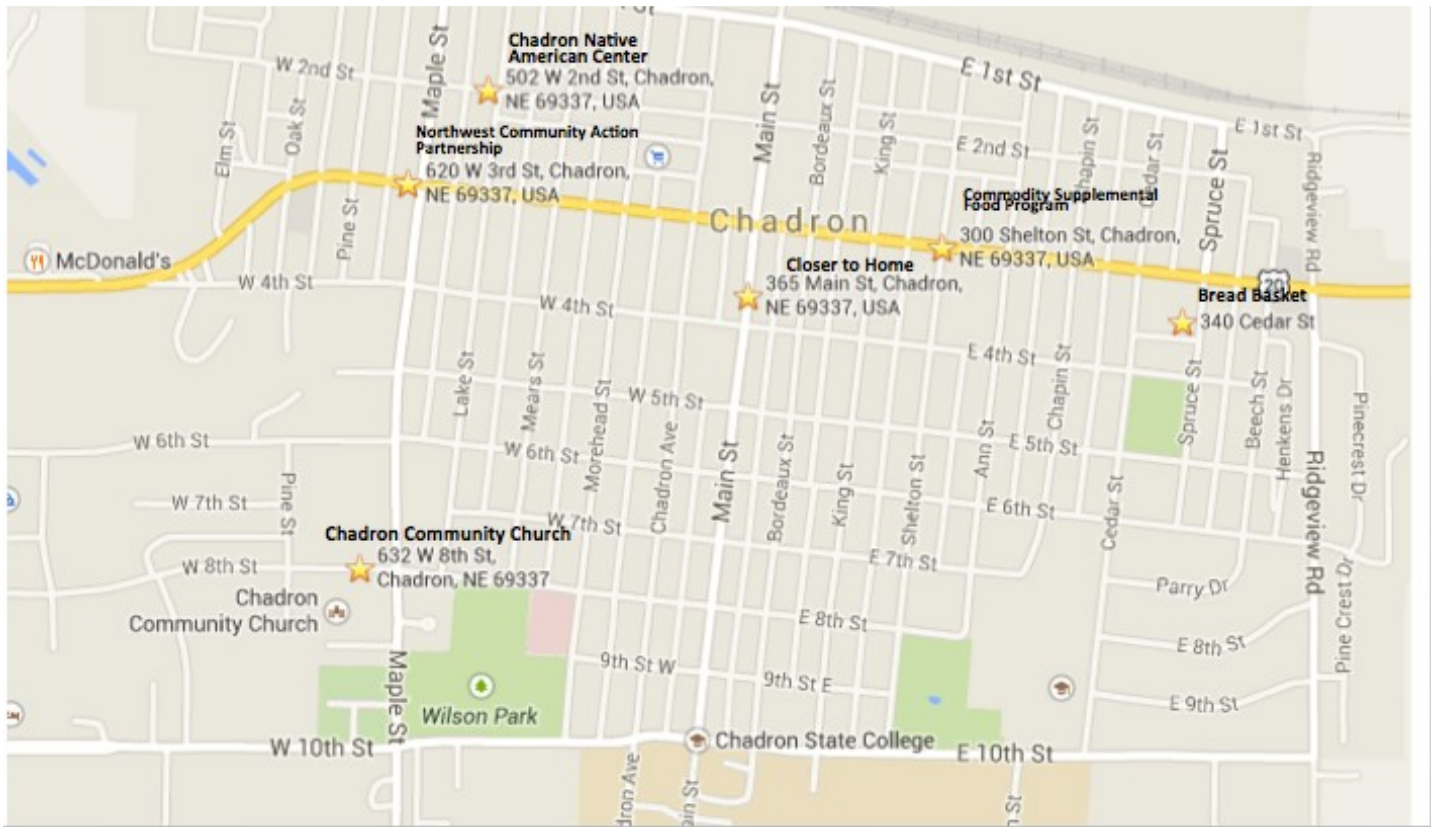 Chadron Native
American Center
502 W 2nd St, Chadron,
NE 69337, USA
W 2nd St
Maple St
Main St
Bordeaux St
King St
E 1st St
E 1st St
E 2nd St
Chapin St
Cedar St
Spruce St
Ridgeview Rd
Elm St
Oak St
Northwest Community Action
Partnership
620 W 3rd St, Chadron,
NE 69337, USA
Commodity Supplemental
Food Program
300 Shelton St, Chadron,
NE 69337, USA
Chadron
Pine St
McDonald's
W 4th St
W 4th St
Closer to Home
365 Main St, Chadron,
NE 69337, USA
20
Bread Basket
340 Cedar St
E 4th St
Lake St
Mears St
Morehead St
W 5th St
Chadron Ave
Chapin St
Spruce St
Beech St
Henkens Dr
Pinecrest Dr
W 6th St
W 6th St
Main St
Bordeaux St
King St
Shelton St
Ann St
E 5th St
E 6th St
Cedar St
Ridgeview Rd
W 7th St
Pine St
W 7th St
E 7th St
Chadron Community Church
632 W 8th St,
Chadron, NE 69337
W 8th St
Chadron
Community Church
Parry Dr
E 8th St
E 8th St
Pine Crest Dr
9th St W
9th St E
E 9th St
Maple St
Wilson Park
W 10th St
Chadron State College
E 10th St
dron Ave
in St
St